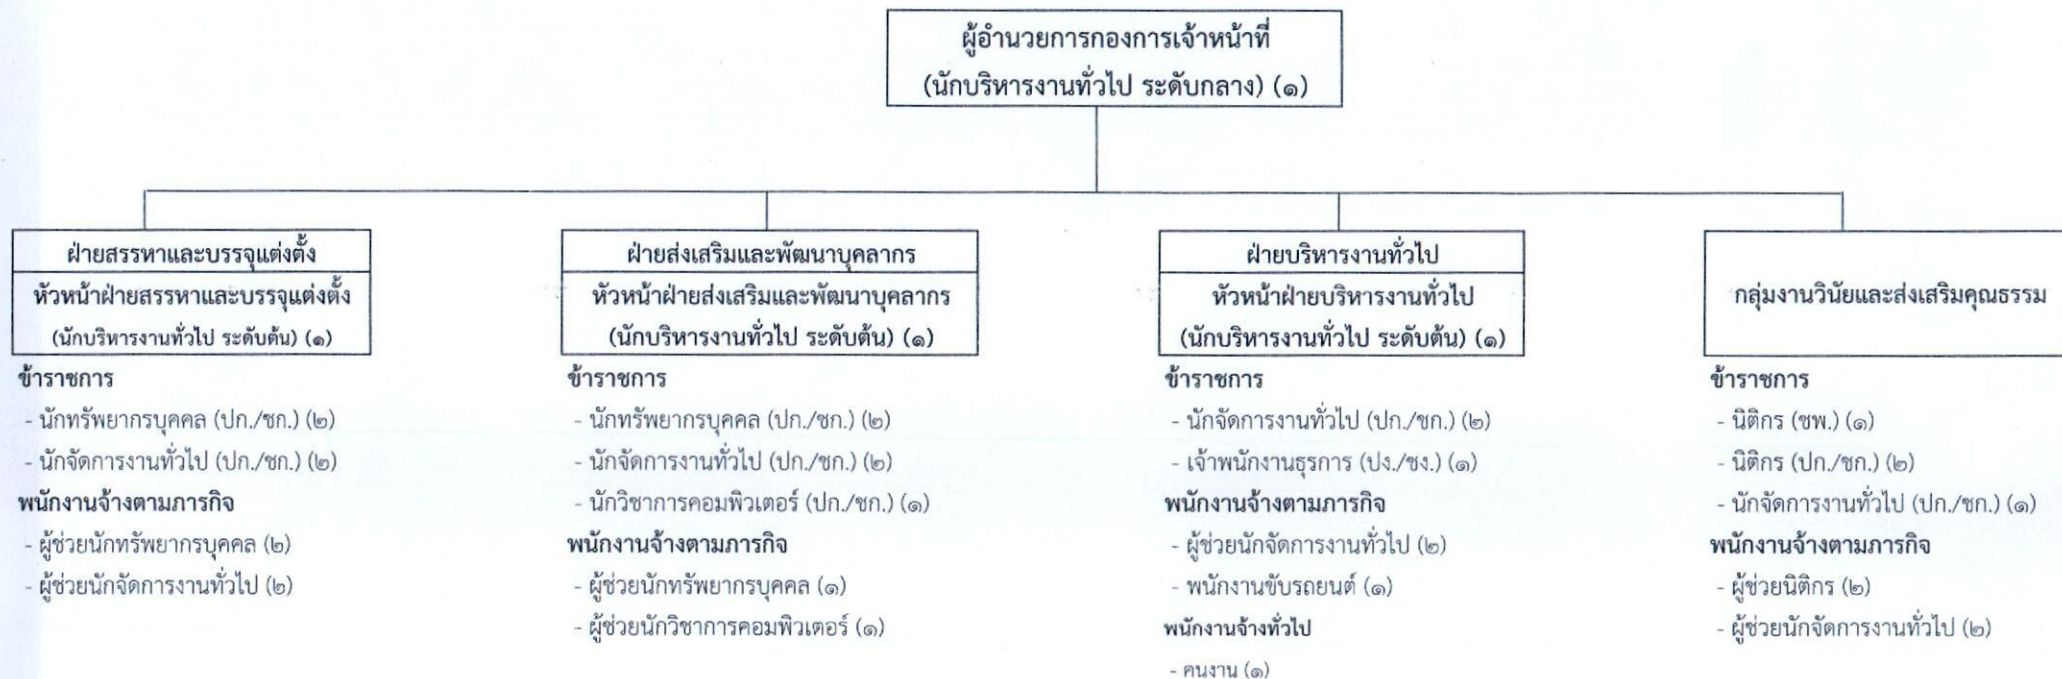 ผู้อำนวยการกองการเจ้าหน้าที่
(นักบริหารงานทั่วไป ระดับกลาง) (๑)
ฝ่ายสรรหาและบรรจุแต่งตั้ง
หัวหน้าฝ่ายสรรหาและบรรจุแต่งตั้ง
(นักบริหารงานทั่วไป ระดับต้น) (๑)
ข้าราชการ
- นักทรัพยากรบุคคล (ปก./ชก.) (๒)
- นักจัดการงานทั่วไป (ปก./ชก.) (๒)
พนักงานจ้างตามภารกิจ
- ผู้ช่วยนักทรัพยากรบุคคล (๒)
- ผู้ช่วยนักจัดการงานทั่วไป (๒)
ฝ่ายส่งเสริมและพัฒนาบุคลากร
หัวหน้าฝ่ายส่งเสริมและพัฒนาบุคลากร
(นักบริหารงานทั่วไป ระดับต้น) (๑)
ข้าราชการ
- นักทรัพยากรบุคคล (ปก./ชก.) (๒)
- นักจัดการงานทั่วไป (ปก./ชก.) (๒)
- นักวิชาการคอมพิวเตอร์ (ปก./ชก.) (๑)
พนักงานจ้างตามภารกิจ
- ผู้ช่วยนักทรัพยากรบุคคล (๑)
- ผู้ช่วยนักวิชาการคอมพิวเตอร์ (๑)
ฝ่ายบริหารงานทั่วไป
หัวหน้าฝ่ายบริหารงานทั่วไป
(นักบริหารงานทั่วไป ระดับต้น) (๑)
ข้าราชการ
- นักจัดการงานทั่วไป (ปก./ชก.) (๒)
- เจ้าพนักงานธุรการ (ปง./ชง.) (๑)
พนักงานจ้างตามภารกิจ
- ผู้ช่วยนักจัดการงานทั่วไป (๒)
- พนักงานขับรถยนต์ (๑)
พนักงานจ้างทั่วไป
- คนงาน (๑)
กลุ่มงานวินัยและส่งเสริมคุณธรรม
ข้าราชการ
- นิติกร (ชพ.) (๑)
- นิติกร (ปก./ชก.) (๒)
- นักจัดการงานทั่วไป (ปก./ชก.) (๑)
พนักงานจ้างตามภารกิจ
- ผู้ช่วยนิติกร (๒)
- ผู้ช่วยนักจัดการงานทั่วไป (๒)